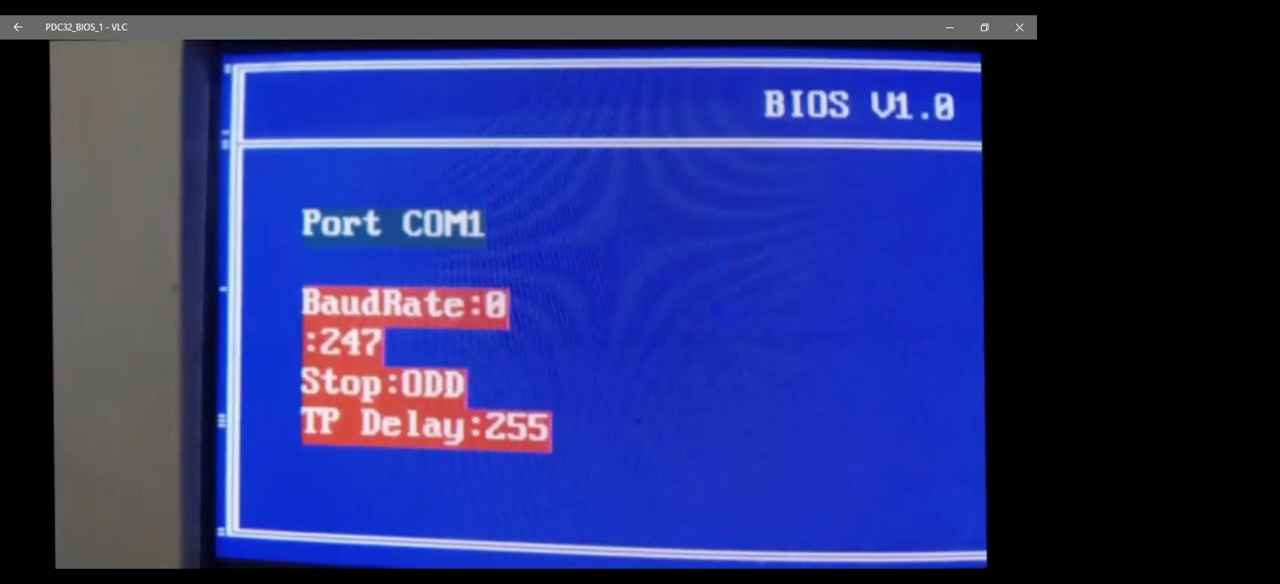 PDC32_BIOS_1 - VLC
BIOS V1.0
Port COM1
BaudRate:0
:247
Stop:ODD
TP Delay:255